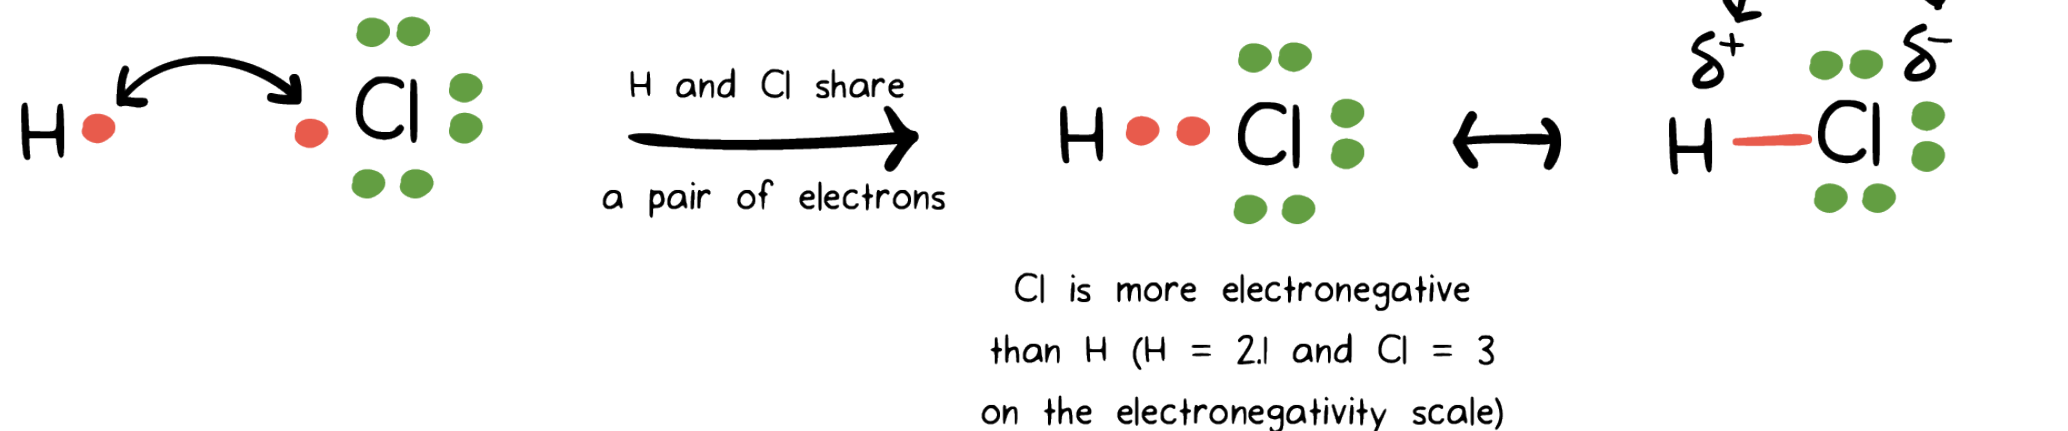 δ+ δ-
H Cl
H and Cl share
a pair of electrons
H Cl
H Cl
Cl is more electronegative
than H (H = 2.1 and Cl = 3
on the electronegativity scale)